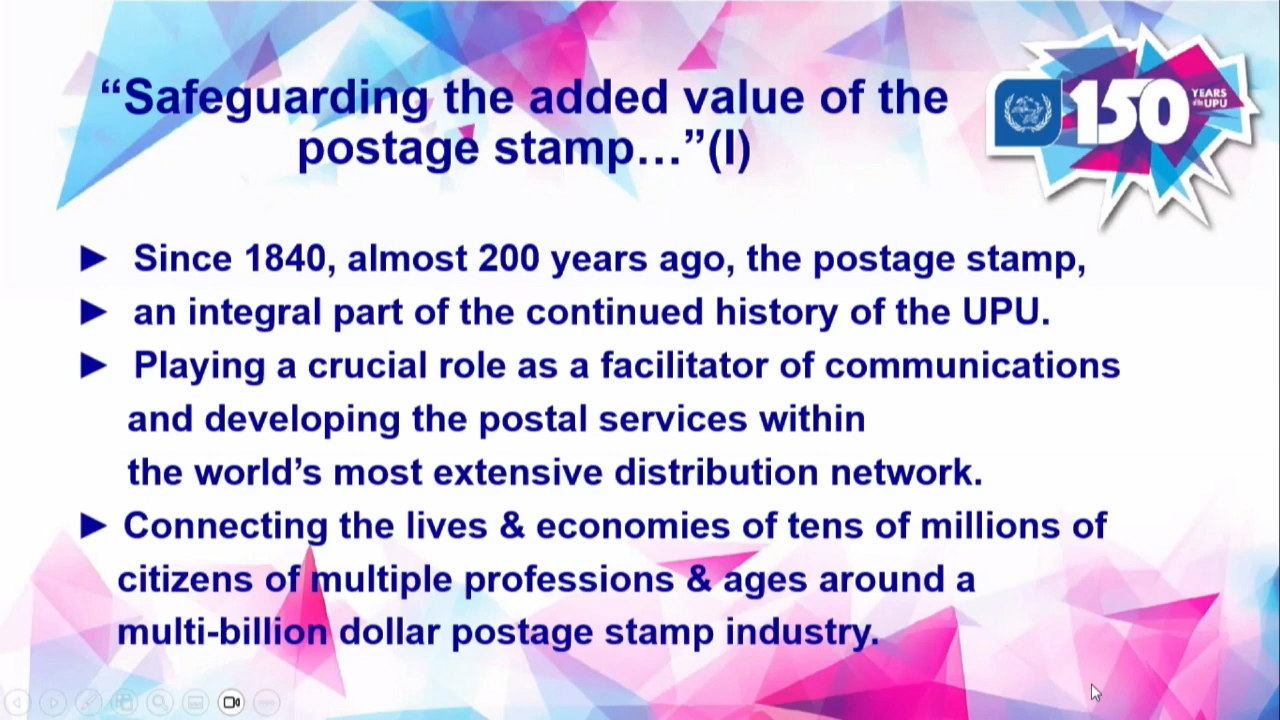 “Safeguarding the added value of the
postage stamp…”(I)
150
YEARS
of the UPU
► Since 1840, almost 200 years ago, the postage stamp,
► an integral part of the continued history of the UPU.
► Playing a crucial role as a facilitator of communications
and developing the postal services within
the world’s most extensive distribution network.
► Connecting the lives & economies of tens of millions of
citizens of multiple professions & ages around a
multi-billion dollar postage stamp industry.